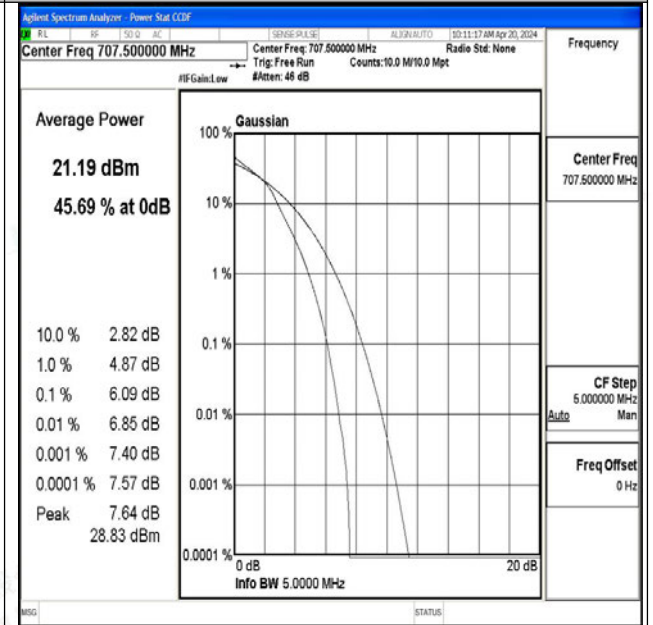 Agilent Spectrum Analyzer - Power Stat CCDF
RL RF 50 Ω AC SENSE:PULSE ALIGN AUTO 10:11:17 AM Apr 20, 2024
Center Freq 707.500000 MHz
Center Freq: 707.500000 MHz Radio Std: None
Trig: Free Run Counts:10.0 M/10.0 Mpt
#IFGain:Low #Atten: 46 dB
Frequency
Average Power
21.19 dBm
45.69 % at 0dB
10.0 % 2.82 dB
1.0 % 4.87 dB
0.1 % 6.09 dB
0.01 % 6.85 dB
0.001 % 7.40 dB
0.0001 % 7.57 dB
Peak 7.64 dB
28.83 dBm
Gaussian
100 %
10 %
1 %
0.1 %
0.01 %
0.001 %
0.0001 %
0 dB 20 dB
Info BW 5.0000 MHz
Center Freq
707.500000 MHz
CF Step
5.000000 MHz
Auto Man
Freq Offset
0 Hz
MSG STATUS